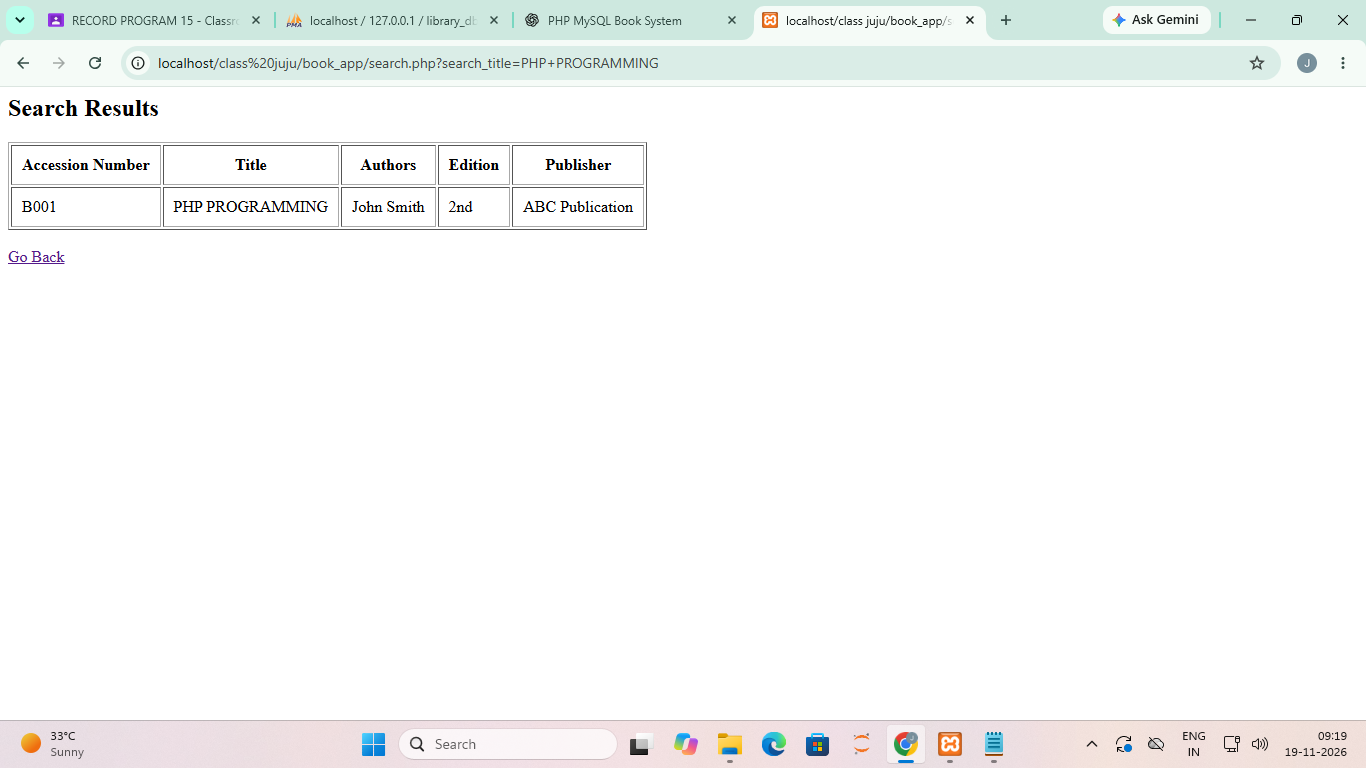 RECORD PROGRAM 15 - Classr
localhost / 127.0.0.1 / library_db
PHP MySQL Book System
localhost/class juju/book_app/s
Ask Gemini
localhost/class%20juju/book_app/search.php?search_title=PHP+PROGRAMMING
J
Search Results
Accession Number Title Authors Edition Publisher
B001 PHP PROGRAMMING John Smith 2nd ABC Publication
Go Back
33°C
Sunny
Search
ENG
IN
09:19
19-11-2026